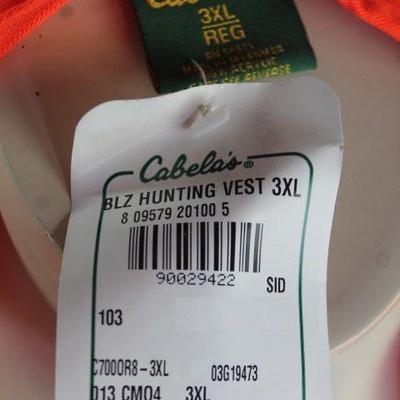 Cabela's
3XL
REG
Cabela's®
BLZ HUNTING VEST 3XL
8 09579 20100 5
90029422
SID
103
C7000R8-3XL 03G19473
D13 CM04 3XL